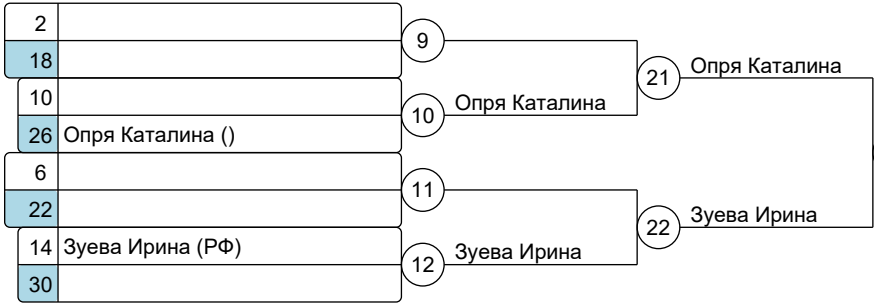 2
9
18
21
Опря Каталина
10
10
Опря Каталина
26
Опря Каталина ()
6
11
22
22
Зуева Ирина
14
Зуева Ирина (РФ)
12
Зуева Ирина
30